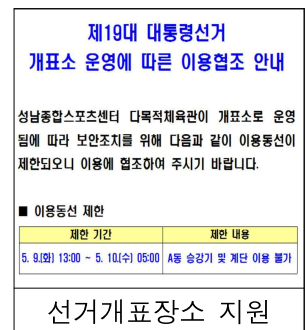 제19대 대통령선거
개표소 운영에 따른 이용협조 안내
성남종합스포츠센터 다목적체육관이 개표소로 운영
됨에 따라 보안조치를 위해 다음과 같이 이용동선이
제한되오니 이용에 협조하여 주시기 바랍니다.
■ 이용동선 제한
제한 기간 제한 내용
5. 9.(화) 13:00 ~ 5. 10.(수) 05:00 A동 승강기 및 계단 이용 불가
선거개표장소 지원